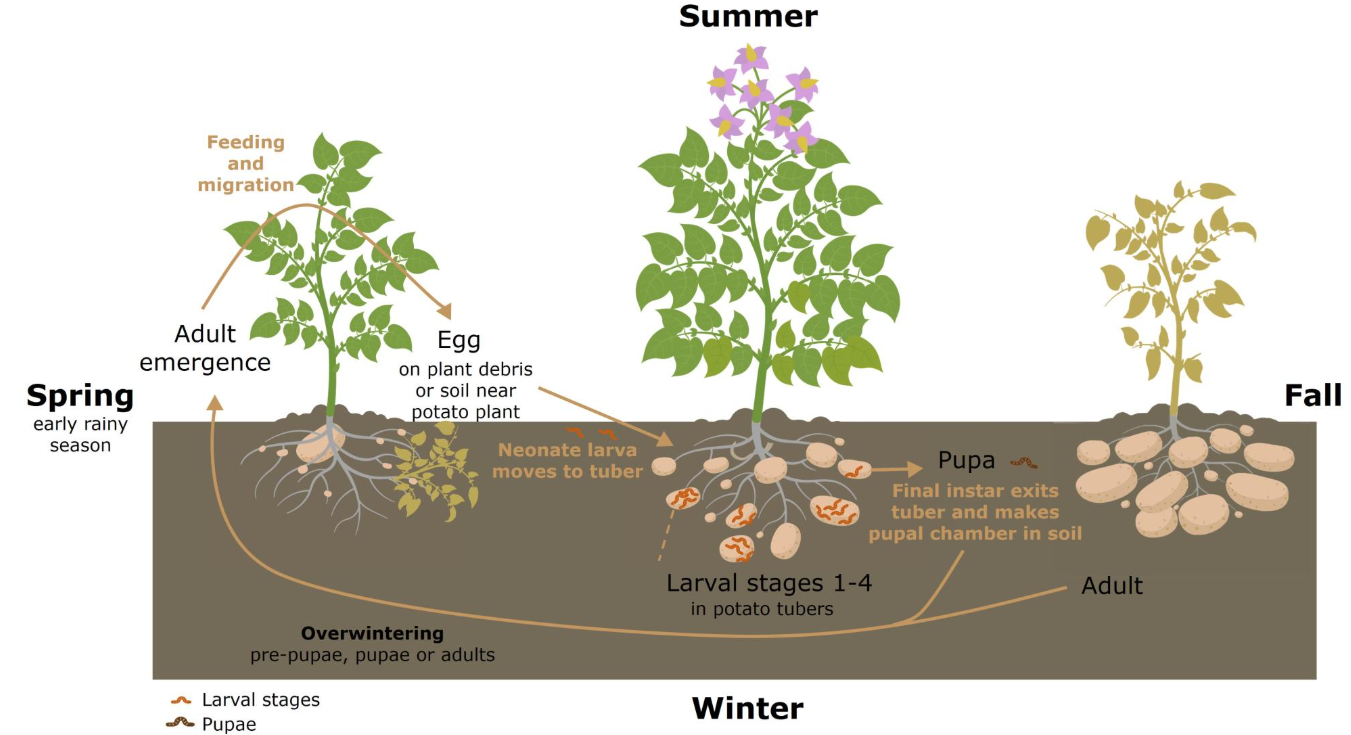 Summer
Feeding
and
migration
Adult
emergence
Egg
on plant debris
or soil near
potato plant
Spring
early rainy
season
Fall
Neonate larva
moves to tuber
Pupa
Final instar exits
tuber and makes
pupal chamber in soil
Larval stages 1-4
in potato tubers
Adult
Overwintering
pre-pupae, pupae or adults
Larval stages
Pupae
Winter